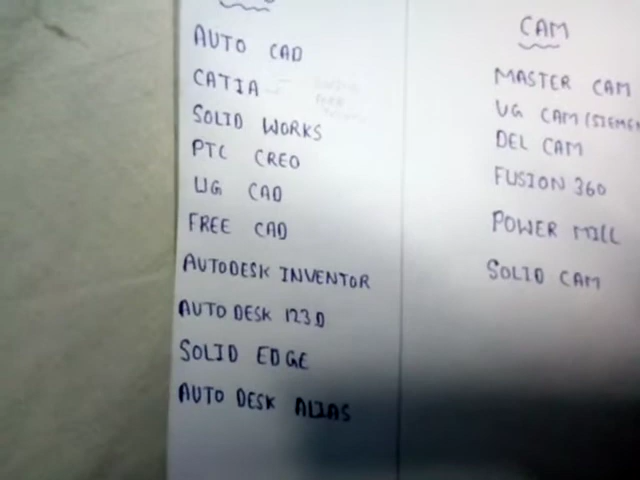 AUTO CAD
CATIA
SOLID WORKS
PTC CREO
UG CAD
FREE CAD
AUTODESK INVENTOR
AUTO DESK 123D
SOLID EDGE
AUTO DESK ALIAS
CAM
MASTER CAM
UG CAM (SIEMEN
DEL CAM
FUSION 360
POWER MILL
SOLID CAM